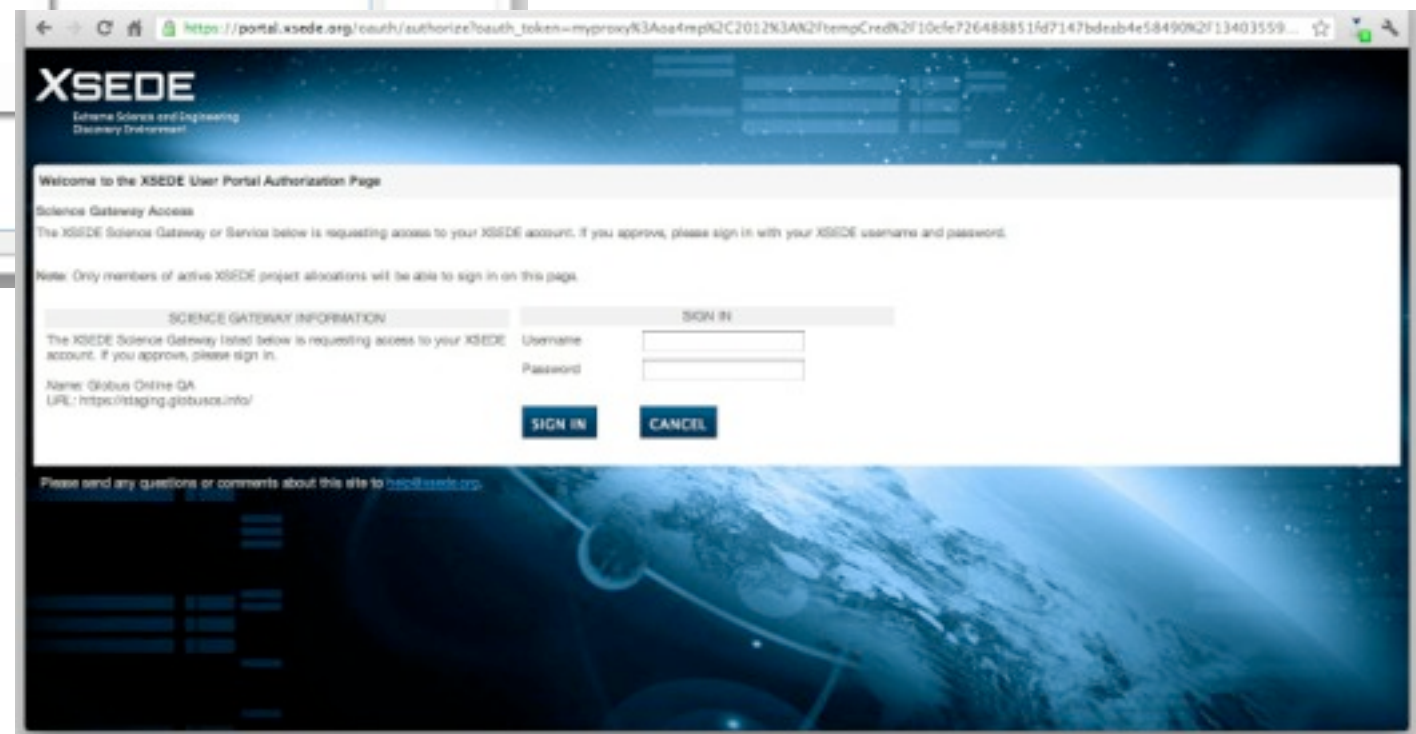 https://portal.xsede.org/oauth/authorize?oauth_token=myproxy%3Aoa4mp%2C2012%3A%2FtempCred%2F10cfe726488851fd7147bdeab4e58490%2F13403559...
XSEDE
Extreme Science and Engineering
Discovery Environment
Welcome to the XSEDE User Portal Authorization Page
Science Gateway Access
The XSEDE Science Gateway or Service below is requesting access to your XSEDE account. If you approve, please sign in with your XSEDE username and password.
Note: Only members of active XSEDE project allocations will be able to sign in on this page.
SCIENCE GATEWAY INFORMATION
The XSEDE Science Gateway listed below is requesting access to your XSEDE
account. If you approve, please sign in.
Name: Globus Online QA
URL: https://staging.globuscs.info/
SIGN IN
Username
Password
SIGN IN
CANCEL
Please send any questions or comments about this site to help@xsede.org.